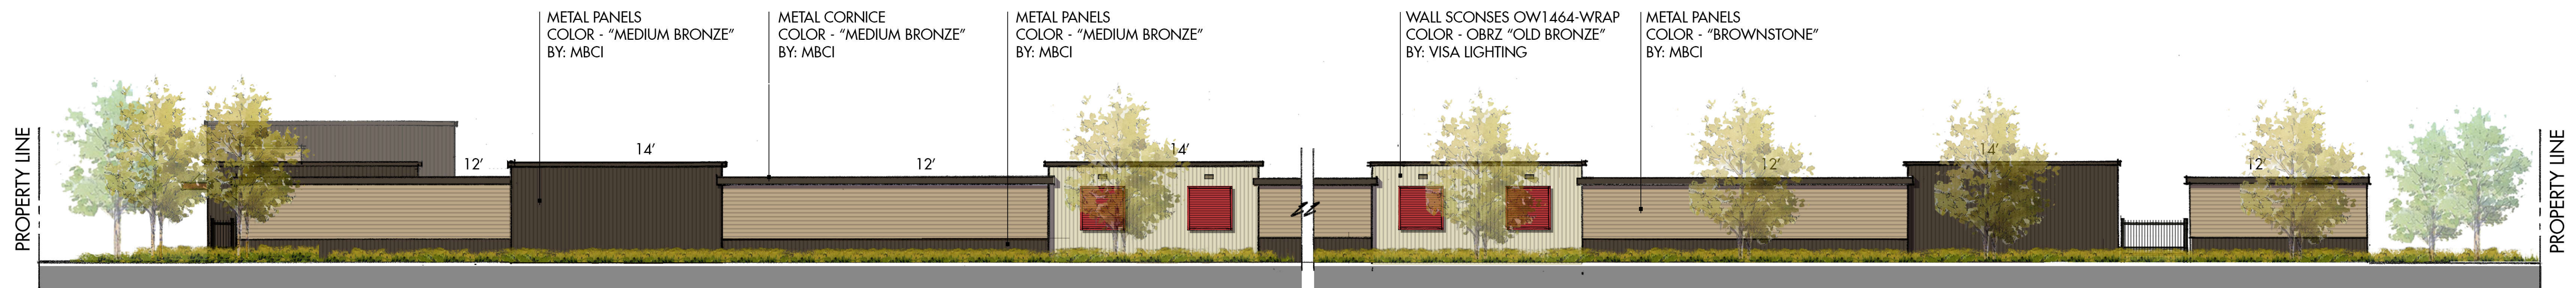 METAL PANELS
COLOR - “MEDIUM BRONZE”
BY: MBCI
METAL CORNICE
COLOR - “MEDIUM BRONZE”
BY: MBCI
METAL PANELS
COLOR - “MEDIUM BRONZE”
BY: MBCI
WALL SCONSES OW1464-WRAP
COLOR - OBRZ “OLD BRONZE”
BY: VISA LIGHTING
METAL PANELS
COLOR - “BROWNSTONE”
BY: MBCI
PROPERTY LINE
12’
14’
12’
14’
12’
14’
12’
PROPERTY LINE